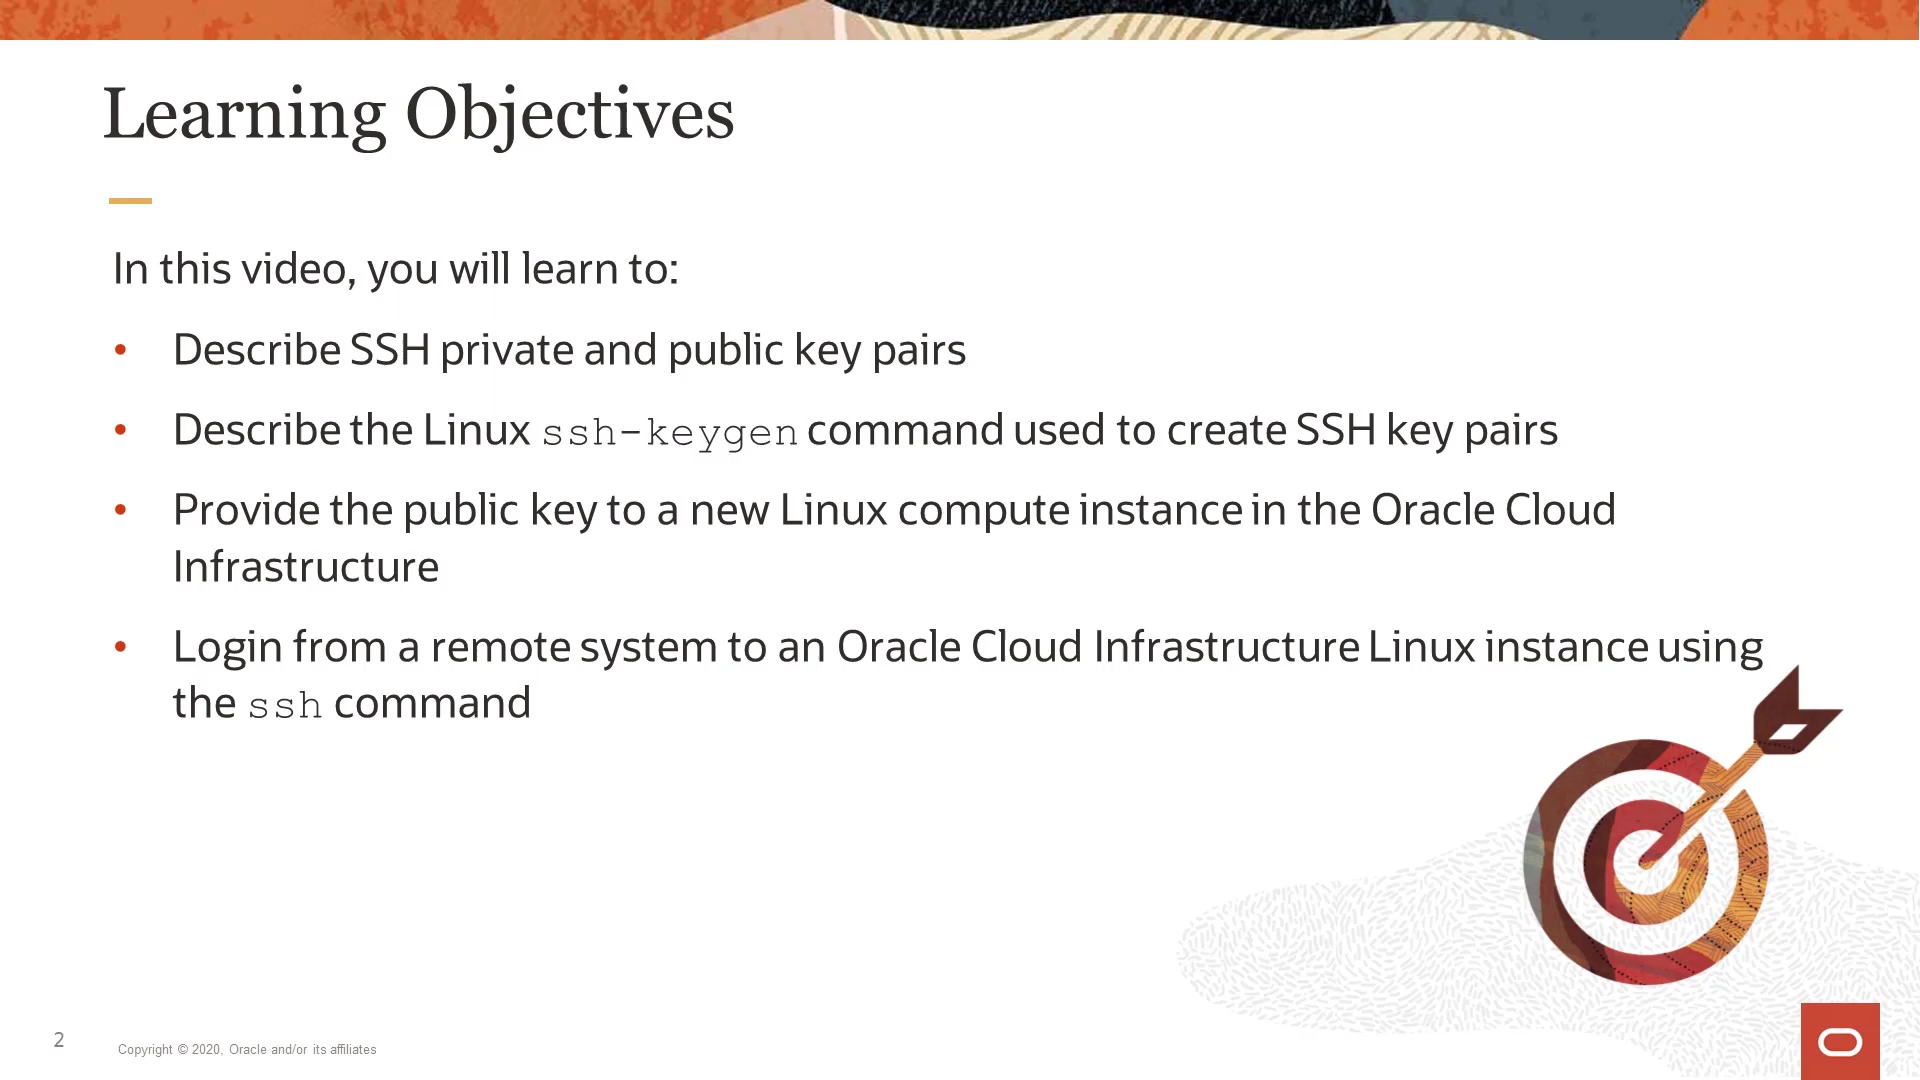 Learning Objectives
In this video, you will learn to:
• Describe SSH private and public key pairs
• Describe the Linux ssh-keygen command used to create SSH key pairs
• Provide the public key to a new Linux compute instance in the Oracle Cloud
Infrastructure
• Login from a remote system to an Oracle Cloud Infrastructure Linux instance using
the ssh command
2
Copyright © 2020, Oracle and/or its affiliates